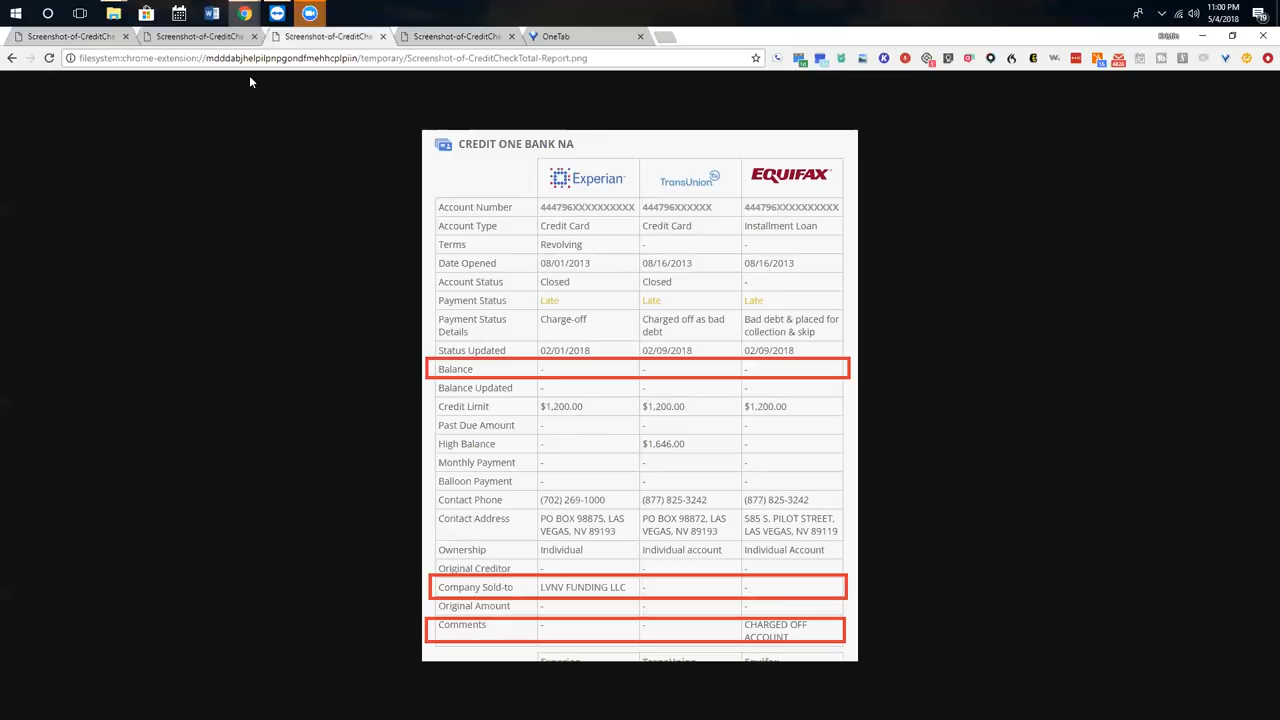 11:00 PM
5/4/2018
19
Screenshot-of-CreditChe
Screenshot-of-CreditChe
Screenshot-of-CreditChe
Screenshot-of-CreditChe
OneTab
Kristin
filesystem:chrome-extension://mdddabjhelpilpnpgondfmehhcplpiin/temporary/Screenshot-of-CreditCheckTotal-Report.png
CREDIT ONE BANK NA
Experian TransUnion EQUIFAX
Account Number 444796XXXXXXXXXX 444796XXXXXX 444796XXXXXXXXXX
Account Type Credit Card Credit Card Installment Loan
Terms Revolving - -
Date Opened 08/01/2013 08/16/2013 08/16/2013
Account Status Closed Closed -
Payment Status Late Late Late
Payment Status Details Charge-off Charged off as bad debt Bad debt & placed for collection & skip
Status Updated 02/01/2018 02/09/2018 02/09/2018
Balance - - -
Balance Updated - - -
Credit Limit $1,200.00 $1,200.00 $1,200.00
Past Due Amount - - -
High Balance - $1,646.00 -
Monthly Payment - - -
Balloon Payment - - -
Contact Phone (702) 269-1000 (877) 825-3242 (877) 825-3242
Contact Address PO BOX 98875, LAS VEGAS, NV 89193 PO BOX 98872, LAS VEGAS, NV 89193 585 S. PILOT STREET, LAS VEGAS, NV 89119
Ownership Individual Individual account Individual Account
Original Creditor - - -
Company Sold-to LVNV FUNDING LLC - -
Original Amount - - -
Comments - - CHARGED OFF ACCOUNT
Experian TransUnion Equifax